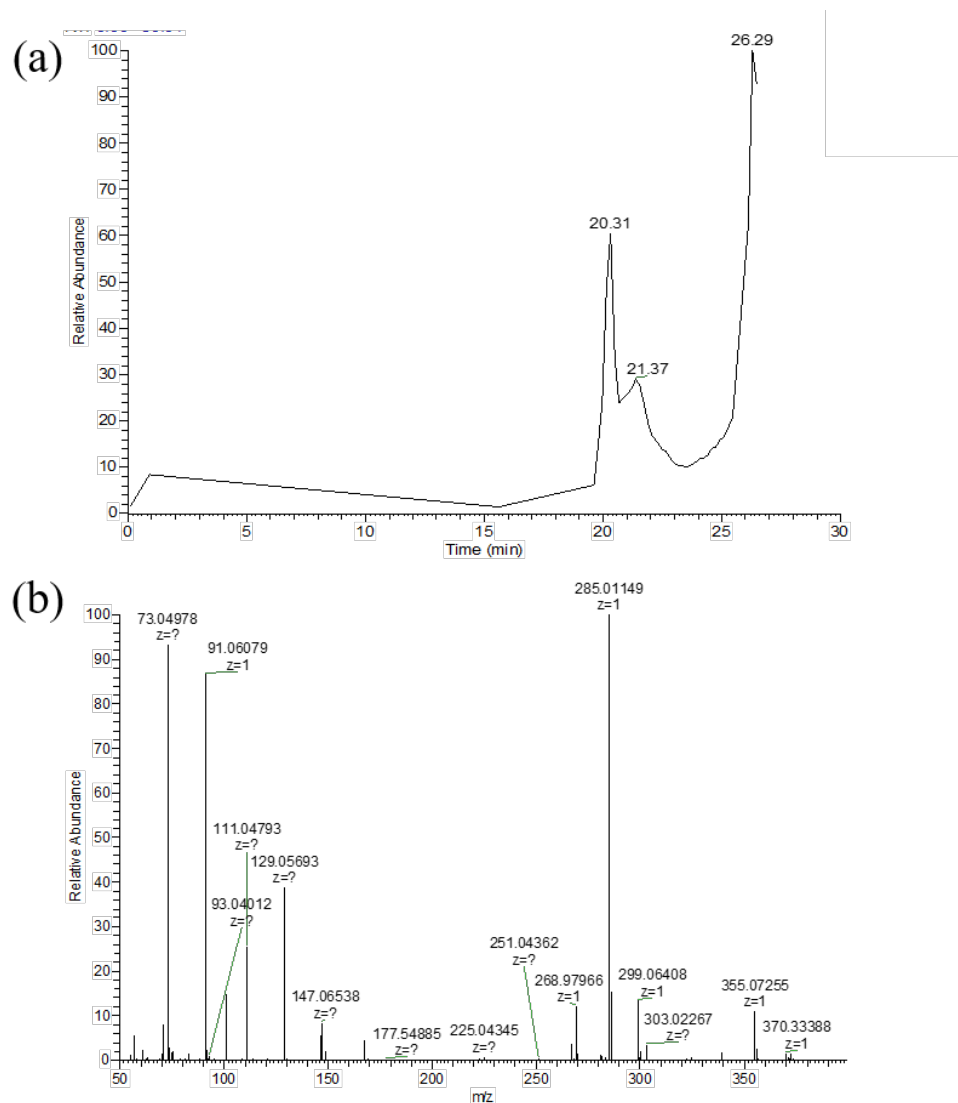 (a)
26.29
100
90
80
70
60
50
40
30
20
10
0
Relative Abundance
20.31
21.37
0
5
10
15
20
25
30
Time (min)
(b)
285.01149
z=1
100
90
80
70
60
50
40
30
20
10
0
Relative Abundance
73.04978
z=?
91.06079
z=1
111.04793
z=?
129.05693
z=?
93.04012
z=?
147.06538
z=?
177.54885
z=?
225.04345
z=?
251.04362
z=?
268.97966
z=1
299.06408
z=1
303.02267
z=?
355.07255
z=1
370.33388
z=1
50
100
150
200
250
300
350
m/z